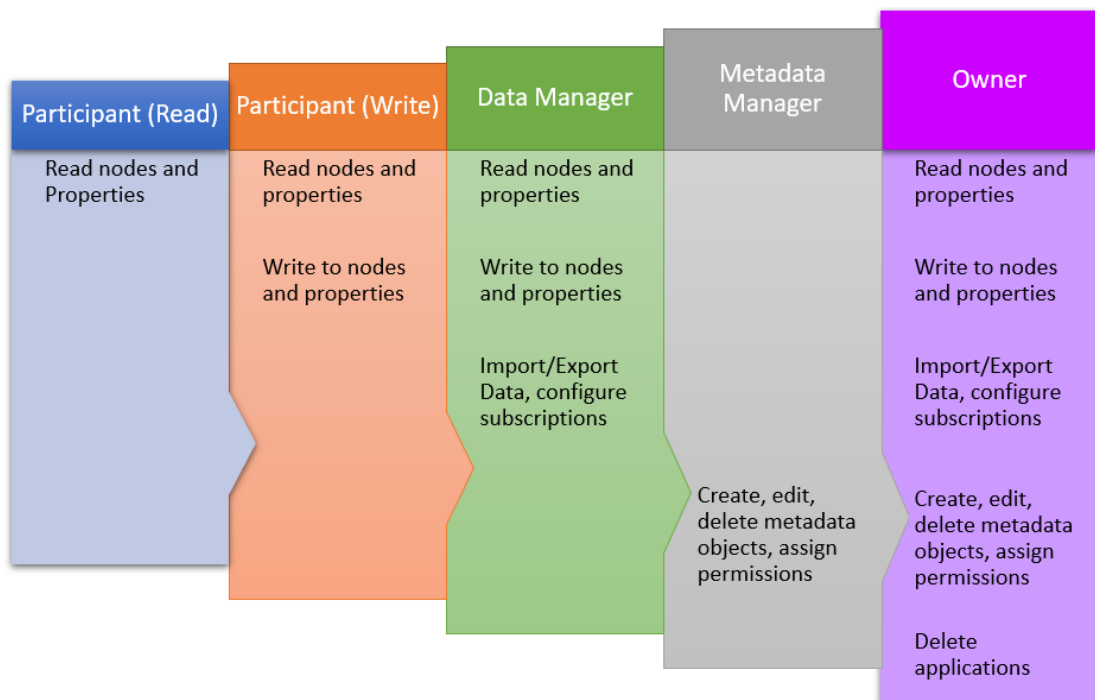 Participant (Read)
Read nodes and
Properties
Participant (Write)
Read nodes and
properties
Write to nodes
and properties
Data Manager
Read nodes and
properties
Write to nodes
and properties
Import/Export
Data, configure
subscriptions
Metadata
Manager
Create, edit,
delete metadata
objects, assign
permissions
Owner
Read nodes and
properties
Write to nodes
and properties
Import/Export
Data, configure
subscriptions
Create, edit,
delete metadata
objects, assign
permissions
Delete
applications